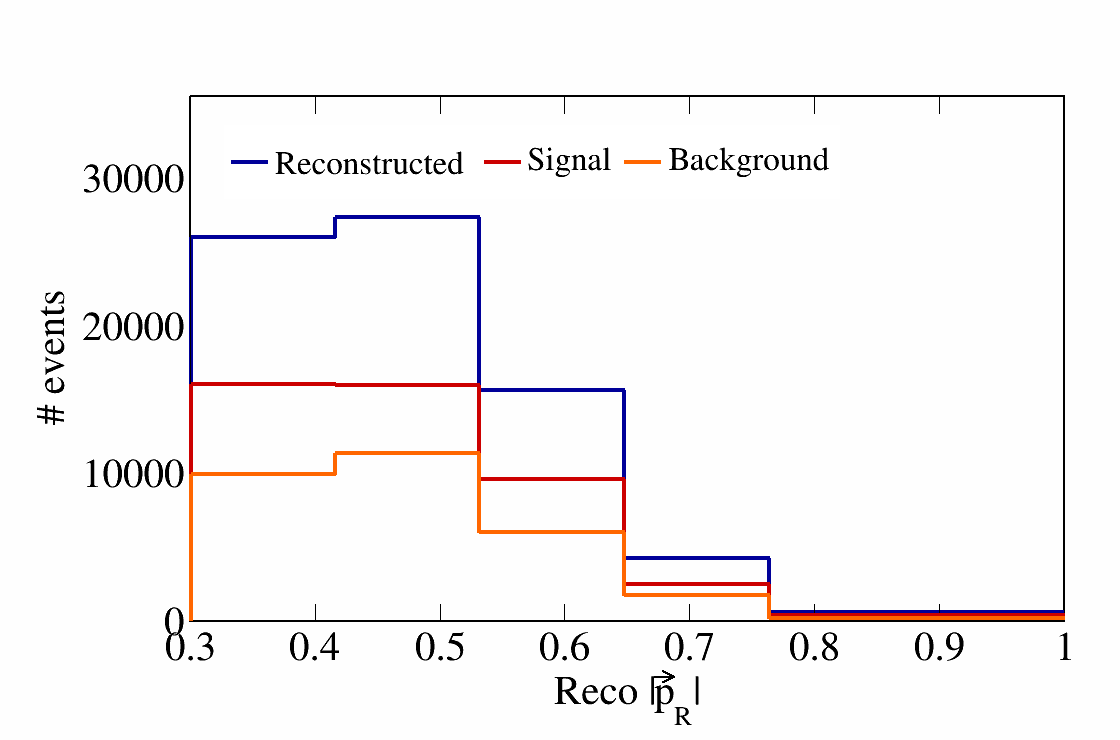 Reconstructed Signal Background
30000
20000
10000
0
# events
0.3 0.4 0.5 0.6 0.7 0.8 0.9 1
Reco |p⃗_R|